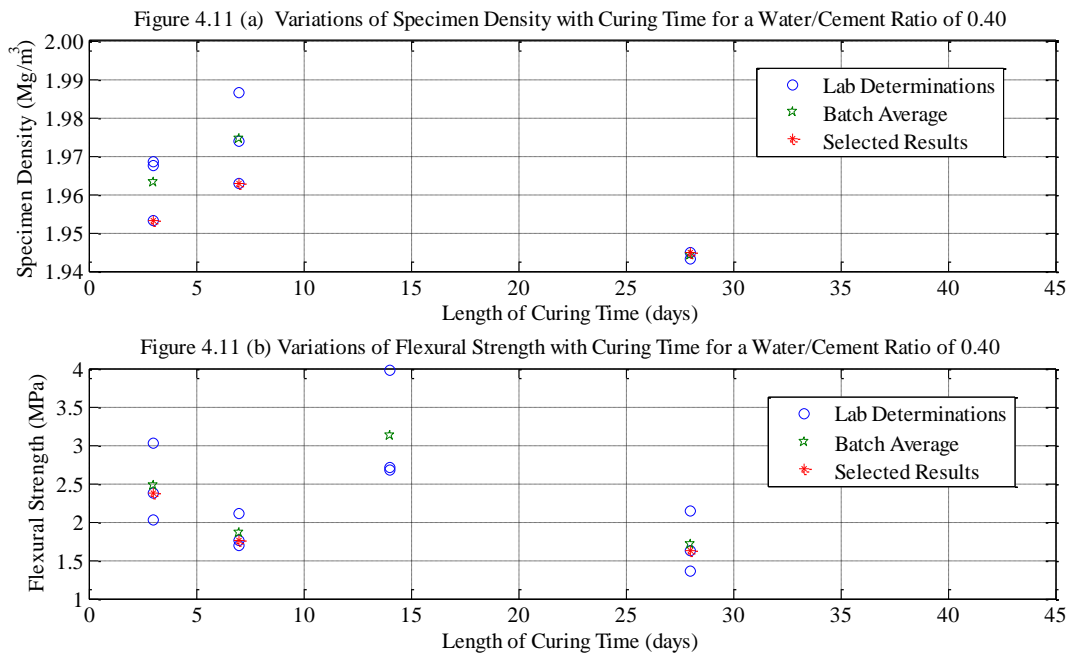 Figure 4.11 (a) Variations of Specimen Density with Curing Time for a Water/Cement Ratio of 0.40
2.00
1.99
1.98
1.97
1.96
1.95
1.94
Specimen Density (Mg/m³)
Lab Determinations
Batch Average
Selected Results
0 5 10 15 20 25 30 35 40 45
Length of Curing Time (days)
Figure 4.11 (b) Variations of Flexural Strength with Curing Time for a Water/Cement Ratio of 0.40
4
3.5
3
2.5
2
1.5
1
Flexural Strength (MPa)
Lab Determinations
Batch Average
Selected Results
0 5 10 15 20 25 30 35 40 45
Length of Curing Time (days)